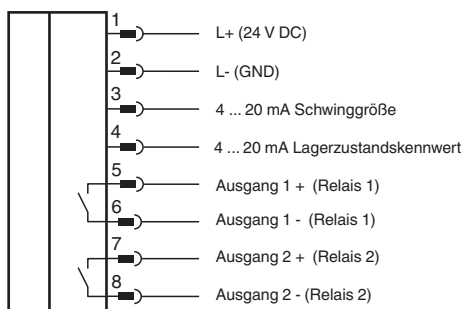 1 L+ (24 V DC)
2 L- (GND)
3 4 ... 20 mA Schwinggröße
4 4 ... 20 mA Lagerzustandskennwert
5 Ausgang 1 + (Relais 1)
6 Ausgang 1 - (Relais 1)
7 Ausgang 2 + (Relais 2)
8 Ausgang 2 - (Relais 2)